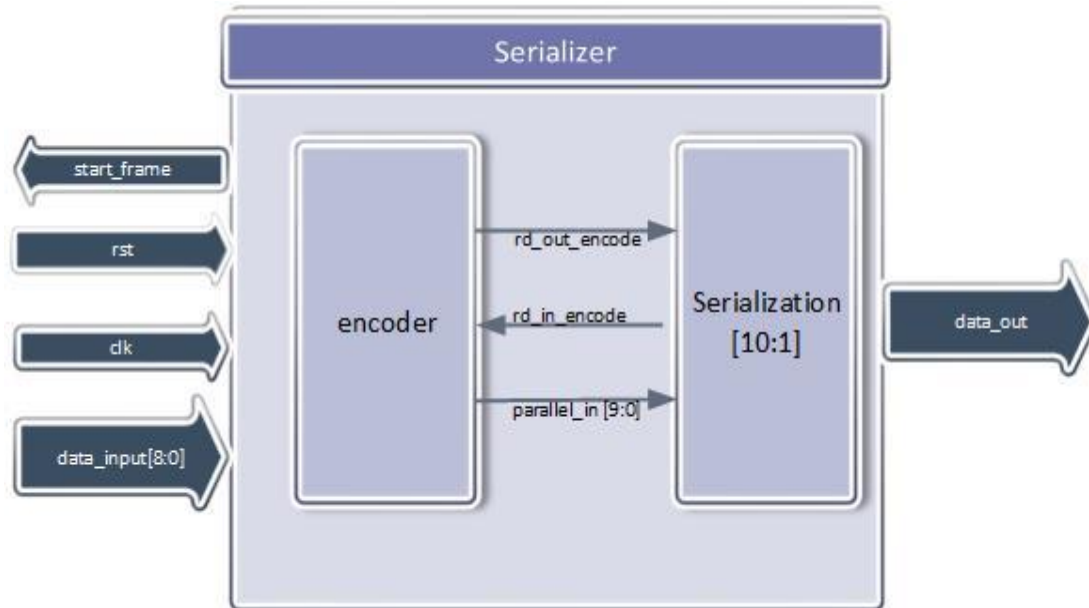 Serializer
start_frame
rst
clk
data_input[8:0]
encoder
rd_out_encode
rd_in_encode
parallel_in [9:0]
Serialization
[10:1]
data_out